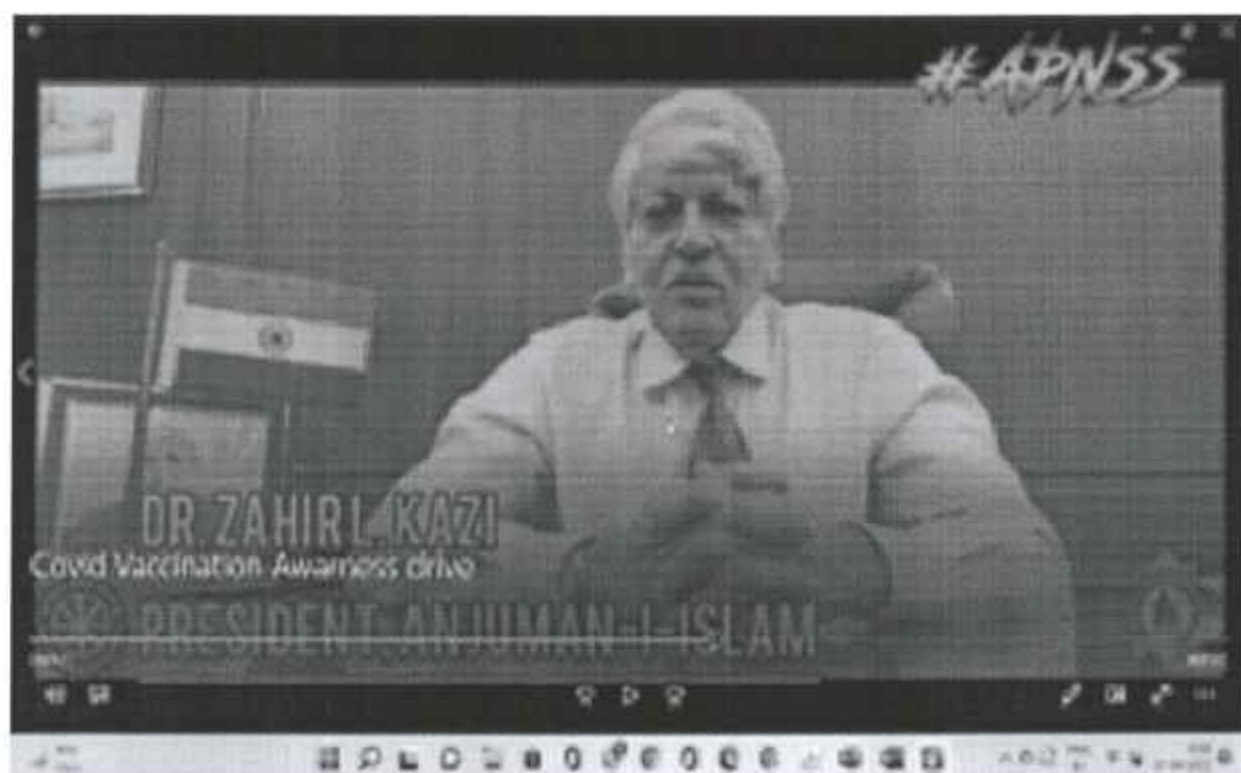 #APNSS
DR. ZAHIR I. KAZI
Covid Vaccination Awarness drive
PRESIDENT ANJUMAN-I-ISLAM